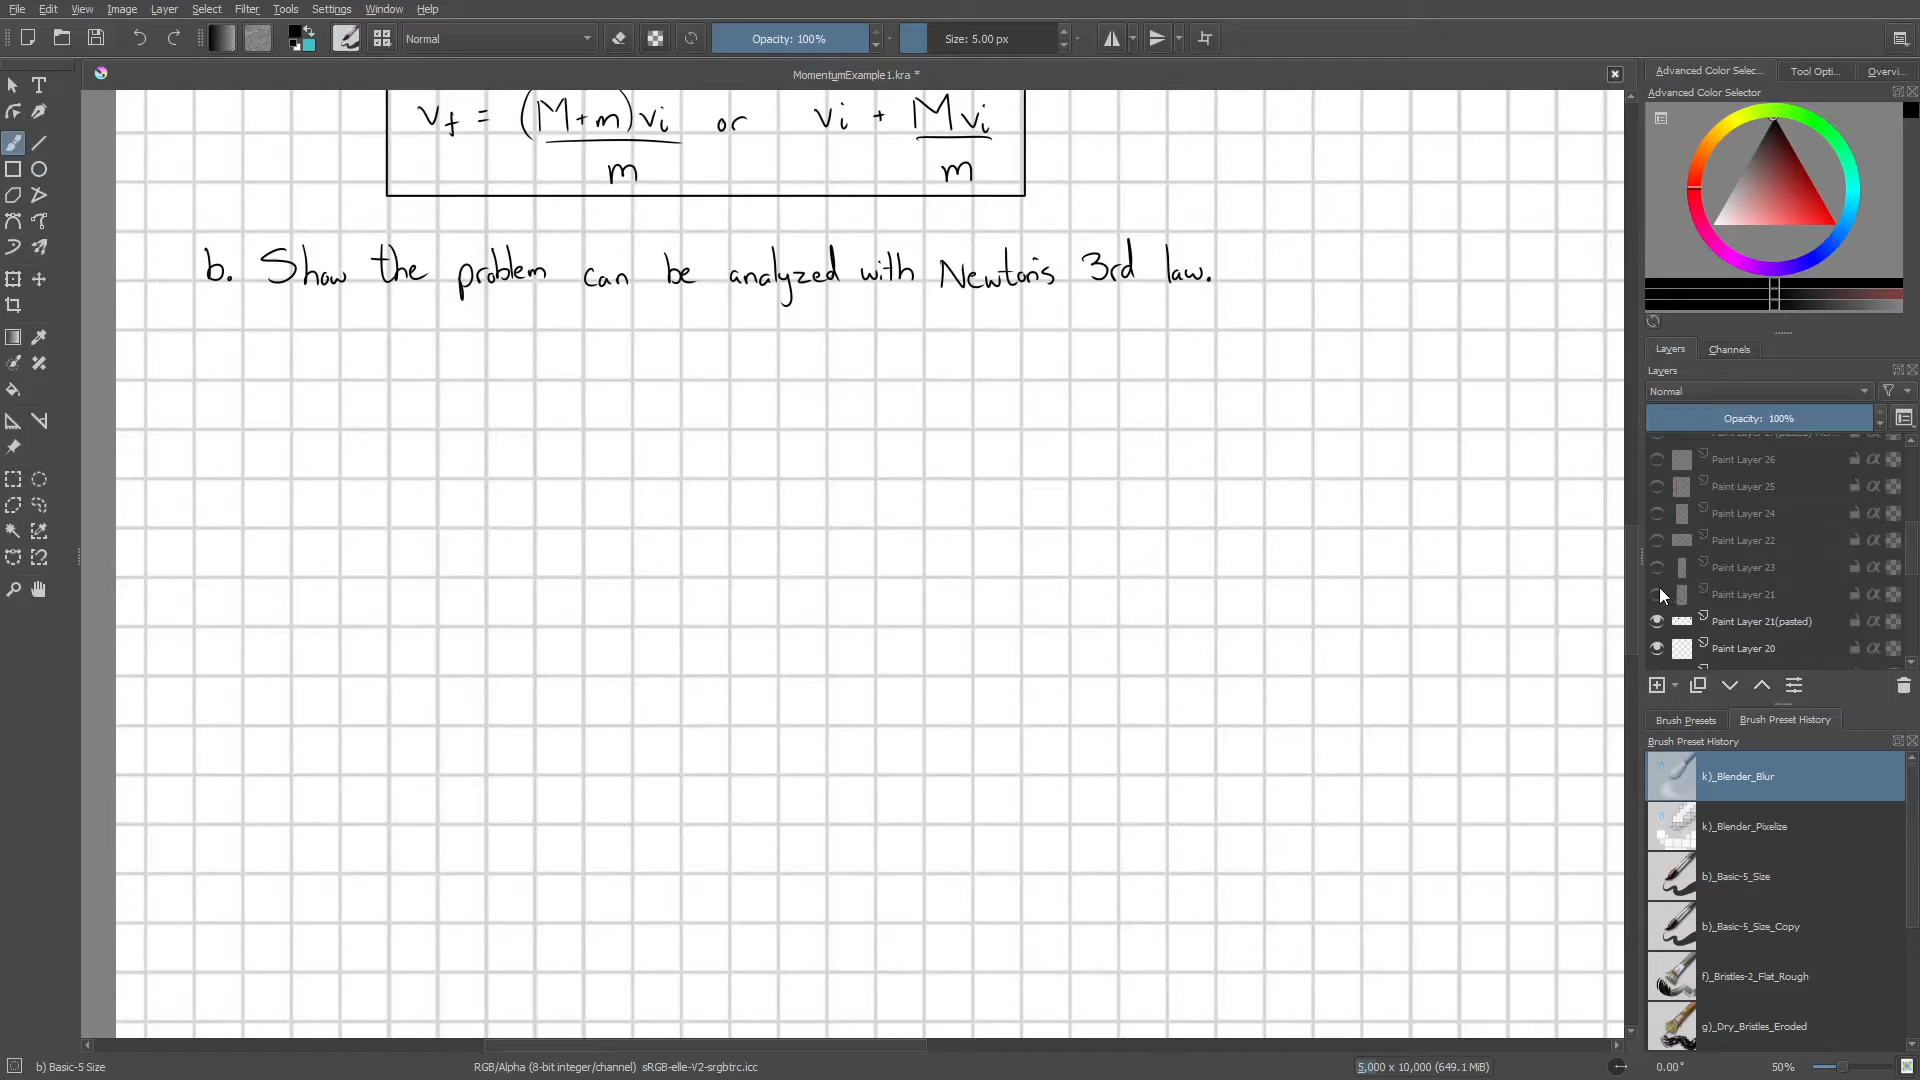 File Edit View Image Layer Select Filter Tools Settings Window Help
Normal Opacity: 100% Size: 5.00 px
MomentumExample1.kra *
Advanced Color Selec... Tool Opti... Overvi...
Advanced Color Selector
v_f = (M+m)v_i / m or v_i + M v_i / m
b. Show the problem can be analyzed with Newton's 3rd law.
Layers Channels
Layers
Normal
Opacity: 100%
Paint Layer 26
Paint Layer 25
Paint Layer 24
Paint Layer 22
Paint Layer 23
Paint Layer 21
Paint Layer 21(pasted)
Paint Layer 20
Brush Presets Brush Preset History
Brush Preset History
k)_Blender_Blur
k)_Blender_Pixelize
b)_Basic-5_Size
b)_Basic-5_Size_Copy
f)_Bristles-2_Flat_Rough
g)_Dry_Bristles_Eroded
b) Basic-5 Size RGB/Alpha (8-bit integer/channel) sRGB-elle-V2-srgbtrc.icc 5,000 x 10,000 (649.1 MiB) 0.00° 50%